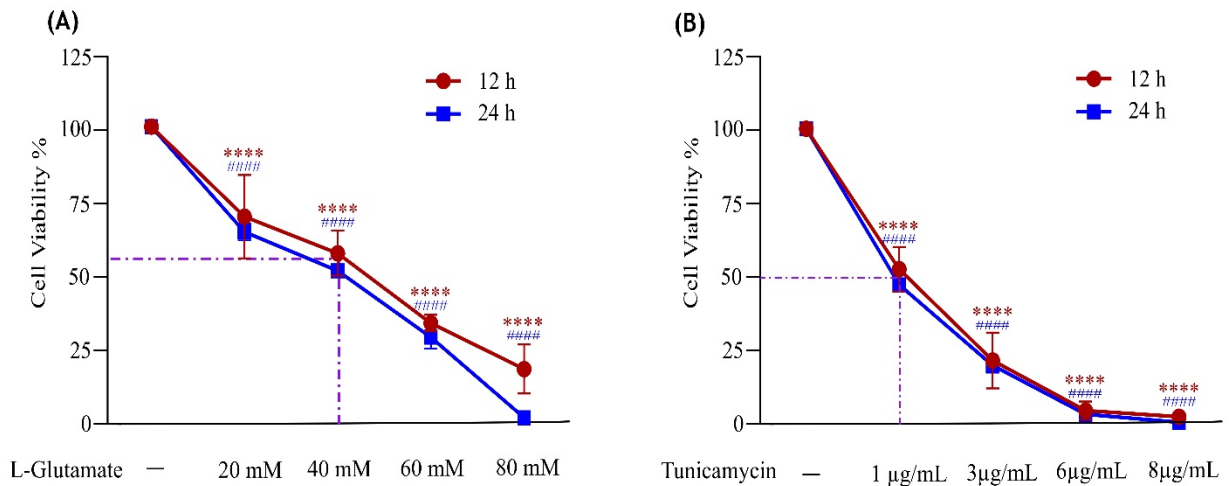 (A)
125
100
75
50
25
0
Cell Viability %
12 h
24 h
****
####
****
####
****
####
****
####
L-Glutamate — 20 mM 40 mM 60 mM 80 mM
(B)
125
100
75
50
25
0
Cell Viability %
12 h
24 h
****
####
****
####
****
####
****
####
Tunicamycin — 1 µg/mL 3µg/mL 6µg/mL 8µg/mL